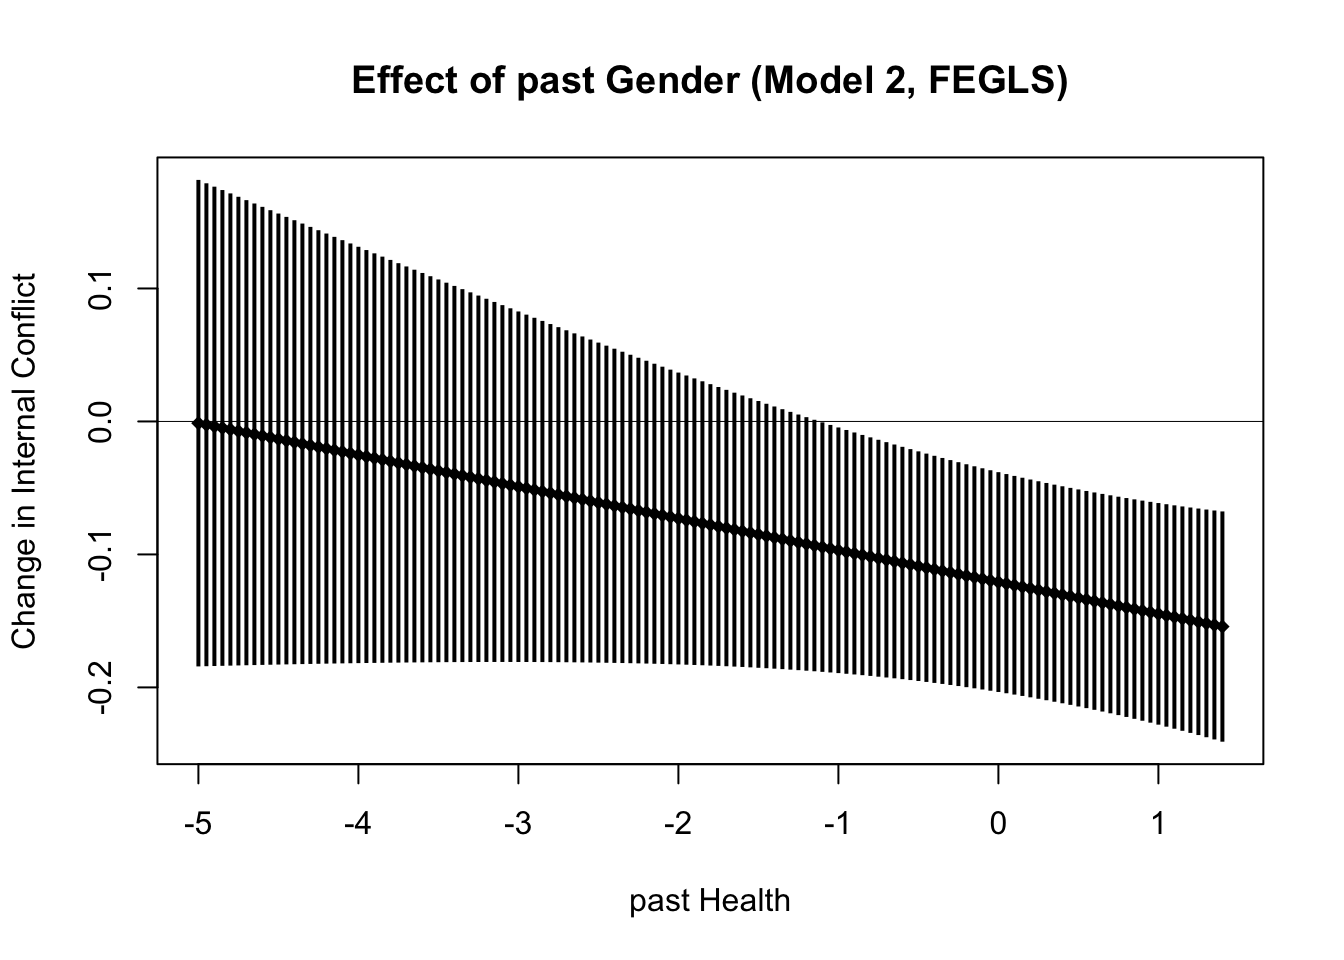 Effect of past Gender (Model 2, FEGLS)
Change in Internal Conflict
0.1
0.0
-0.1
-0.2
-5 -4 -3 -2 -1 0 1
past Health